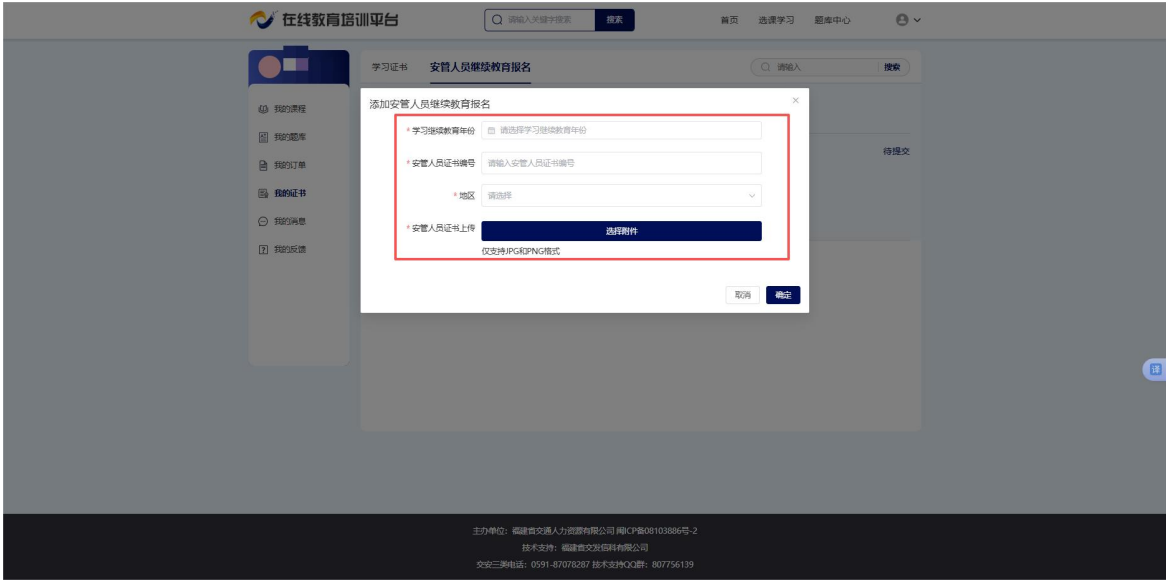 在线教育培训平台
请输入关键字搜索
搜索
首页
选课学习
题库中心
学习证书
安管人员继续教育报名
请输入
搜索
我的课程
我的题库
我的订单
我的证书
我的消息
我的反馈
待提交
添加安管人员继续教育报名
* 学习继续教育年份
请选择学习继续教育年份
* 安管人员证书编号
请输入安管人员证书编号
* 地区
请选择
* 安管人员证书上传
选择附件
仅支持JPG和PNG格式
取消
确定
译
主办单位：福建省交通人力资源有限公司 闽ICP备08103886号-2
技术支持：福建省交发信科有限公司
交安三类电话：0591-87078287 技术支持QQ群：807756139